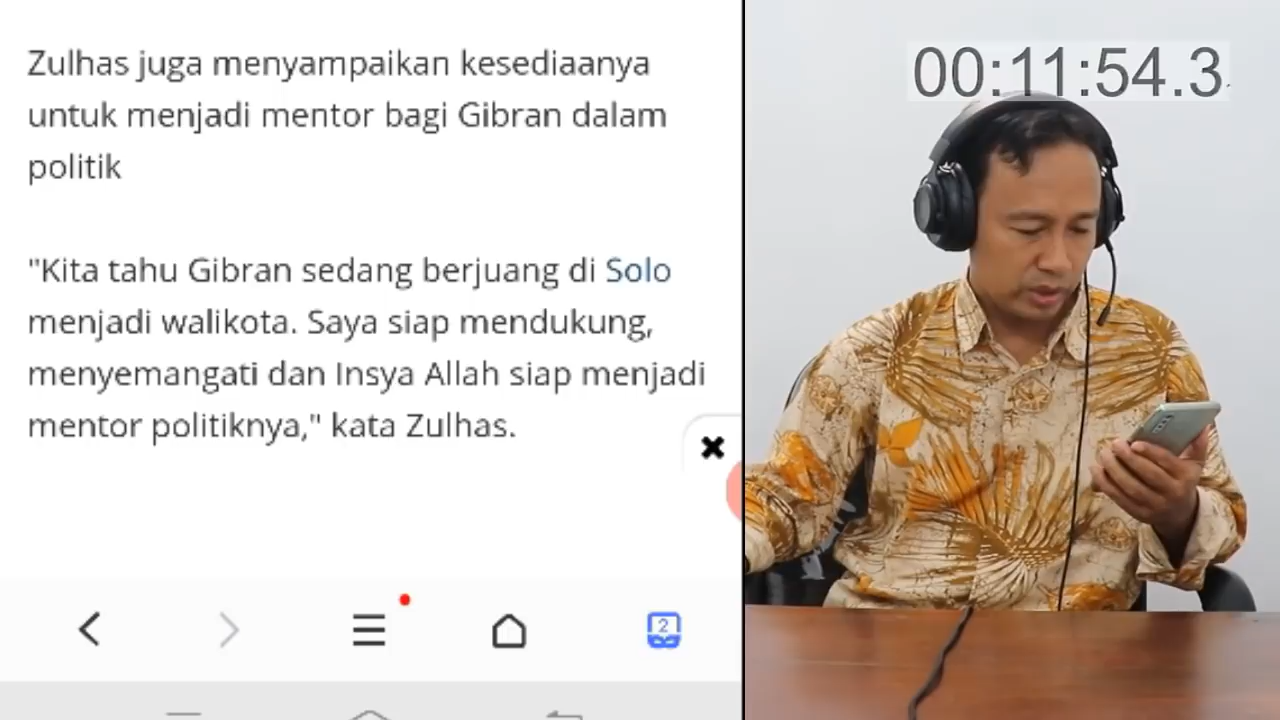 Zulhas juga menyampaikan kesediaanya
untuk menjadi mentor bagi Gibran dalam
politik
"Kita tahu Gibran sedang berjuang di Solo
menjadi walikota. Saya siap mendukung,
menyemangati dan Insya Allah siap menjadi
mentor politiknya," kata Zulhas.
2
00:11:54.3